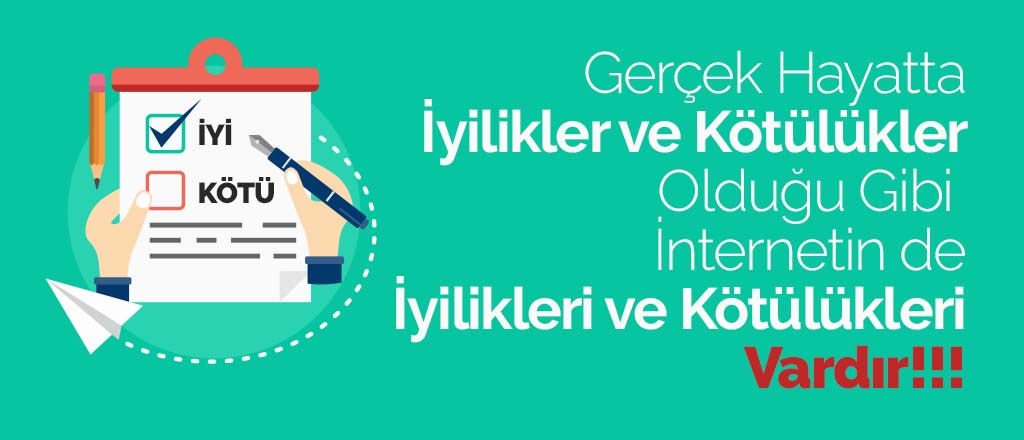 İYİ
KÖTÜ
Gerçek Hayatta
İyilikler ve Kötülükler
Olduğu Gibi
İnternetin de
İyilikleri ve Kötülükleri
Vardır!!!